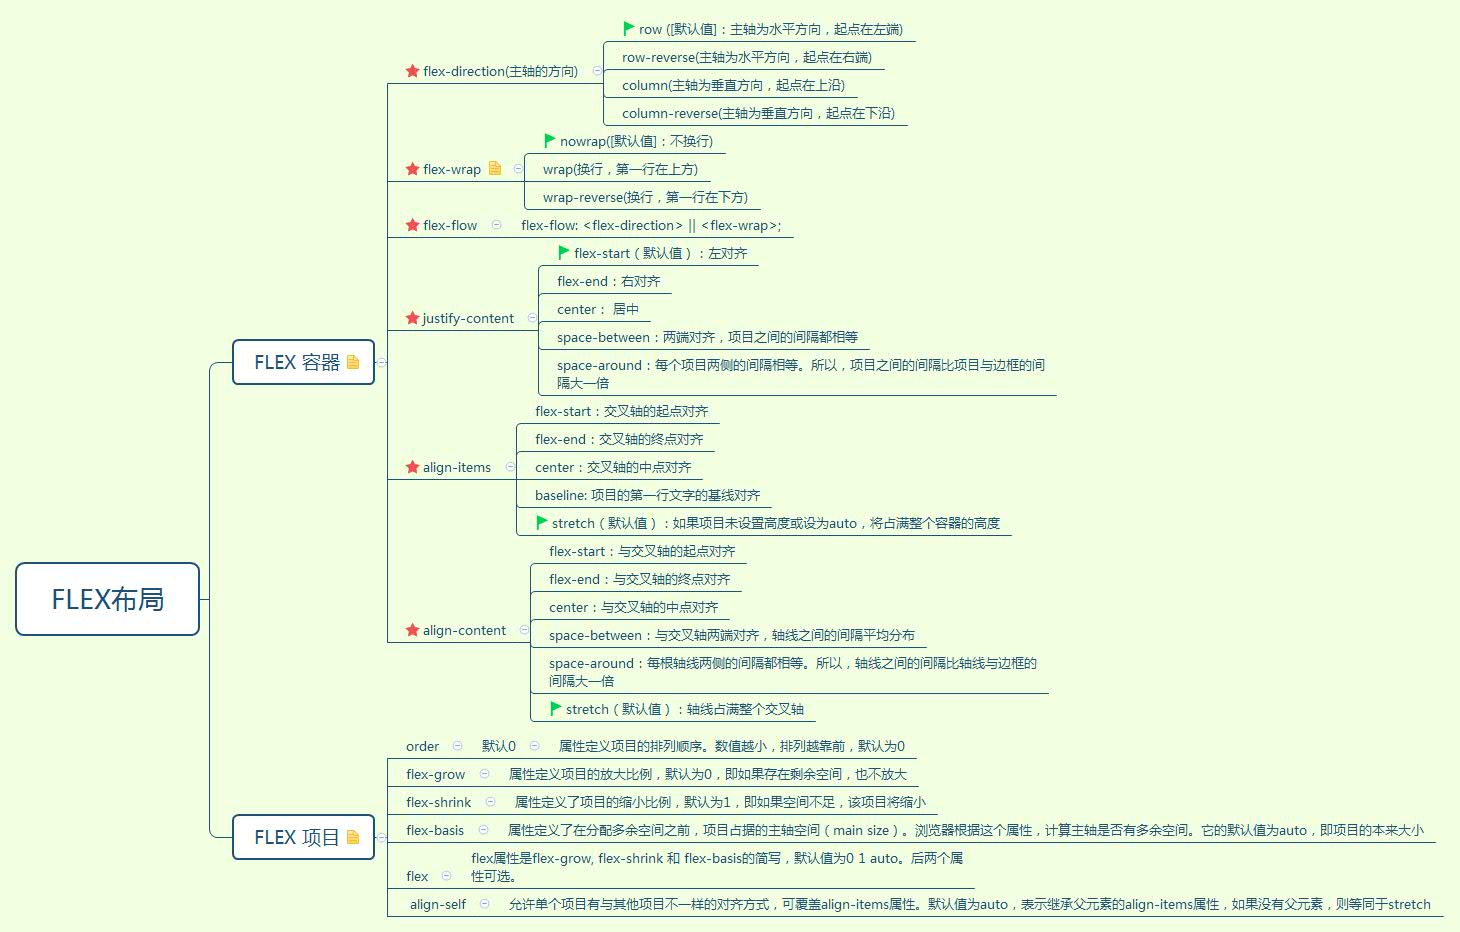 FLEX布局
FLEX 容器
flex-direction(主轴的方向)
row ([默认值]：主轴为水平方向，起点在左端)
row-reverse(主轴为水平方向，起点在右端)
column(主轴为垂直方向，起点在上沿)
column-reverse(主轴为垂直方向，起点在下沿)
flex-wrap
nowrap([默认值]：不换行)
wrap(换行，第一行在上方)
wrap-reverse(换行，第一行在下方)
flex-flow
flex-flow: <flex-direction> || <flex-wrap>;
justify-content
flex-start（默认值）：左对齐
flex-end：右对齐
center： 居中
space-between：两端对齐，项目之间的间隔都相等
space-around：每个项目两侧的间隔相等。所以，项目之间的间隔比项目与边框的间
隔大一倍
align-items
flex-start：交叉轴的起点对齐
flex-end：交叉轴的终点对齐
center：交叉轴的中点对齐
baseline: 项目的第一行文字的基线对齐
stretch（默认值）：如果项目未设置高度或设为auto，将占满整个容器的高度
align-content
flex-start：与交叉轴的起点对齐
flex-end：与交叉轴的终点对齐
center：与交叉轴的中点对齐
space-between：与交叉轴两端对齐，轴线之间的间隔平均分布
space-around：每根轴线两侧的间隔都相等。所以，轴线之间的间隔比轴线与边框的
间隔大一倍
stretch（默认值）：轴线占满整个交叉轴
FLEX 项目
order 默认0 属性定义项目的排列顺序。数值越小，排列越靠前，默认为0
flex-grow 属性定义项目的放大比例，默认为0，即如果存在剩余空间，也不放大
flex-shrink 属性定义了项目的缩小比例，默认为1，即如果空间不足，该项目将缩小
flex-basis 属性定义了在分配多余空间之前，项目占据的主轴空间（main size）。浏览器根据这个属性，计算主轴是否有多余空间。它的默认值为auto，即项目的本来大小
flex
flex属性是flex-grow, flex-shrink 和 flex-basis的简写，默认值为0 1 auto。后两个属
性可选。
align-self 允许单个项目有与其他项目不一样的对齐方式，可覆盖align-items属性。默认值为auto，表示继承父元素的align-items属性，如果没有父元素，则等同于stretch